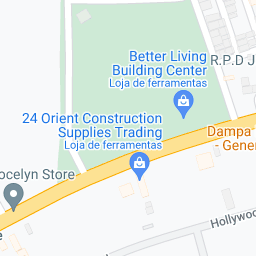 Better Living
Building Center
Loja de ferramentas
R.P.D J
24 Orient Construction
Supplies Trading
Loja de ferramentas
Dampa
- Gener
ocelyn Store
Hollywoo
e